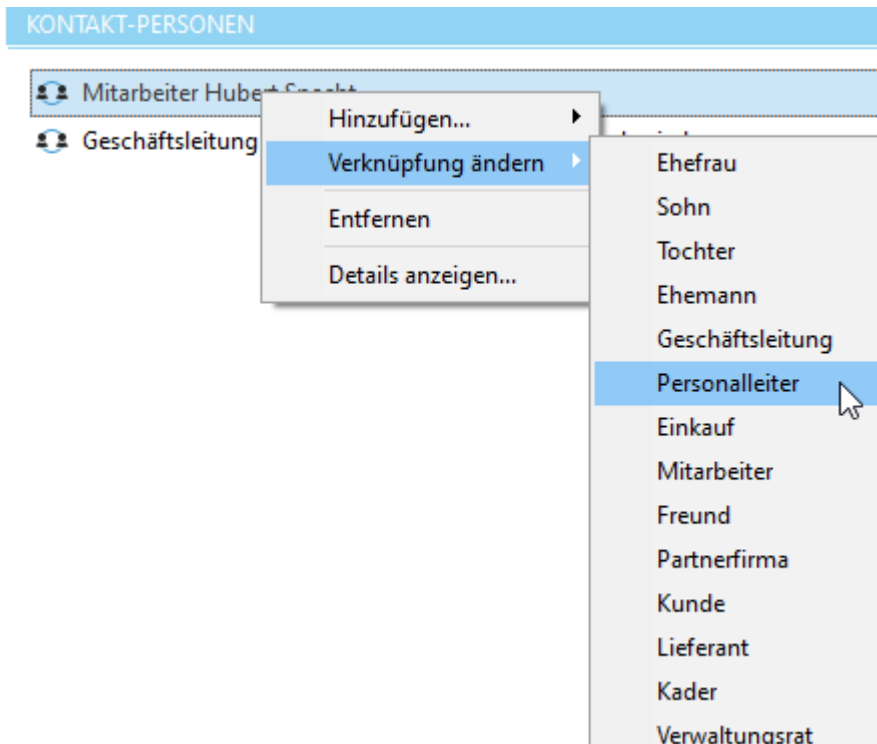 KONTAKT-PERSONEN
Mitarbeiter Hubert
Geschäftsleitung
Hinzufügen...
Verknüpfung ändern
Entfernen
Details anzeigen...
Ehefrau
Sohn
Tochter
Ehemann
Geschäftsleitung
Personalleiter
Einkauf
Mitarbeiter
Freund
Partnerfirma
Kunde
Lieferant
Kader
Verwaltungsrat